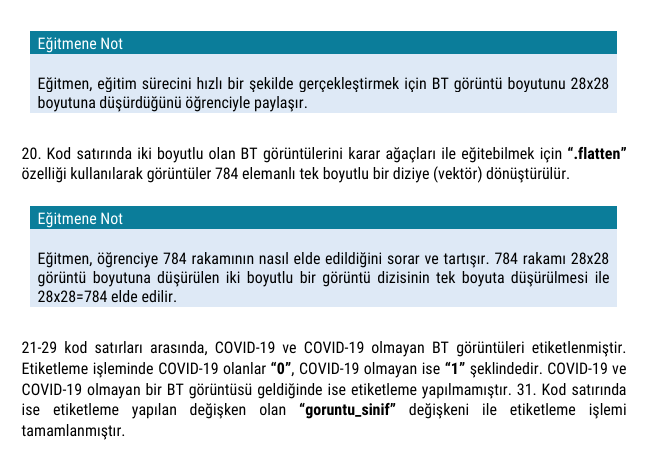 Eğitmene Not
Eğitmen, eğitim sürecini hızlı bir şekilde gerçekleştirmek için BT görüntü boyutunu 28x28
boyutuna düşürdüğünü öğrenciyle paylaşır.
20. Kod satırında iki boyutlu olan BT görüntülerini karar ağaçları ile eğitebilmek için “.flatten”
özelliği kullanılarak görüntüler 784 elemanlı tek boyutlu bir diziye (vektör) dönüştürülür.
Eğitmene Not
Eğitmen, öğrenciye 784 rakamının nasıl elde edildiğini sorar ve tartışır. 784 rakamı 28x28
görüntü boyutuna düşürülen iki boyutlu bir görüntü dizisinin tek boyuta düşürülmesi ile
28x28=784 elde edilir.
21-29 kod satırları arasında, COVID-19 ve COVID-19 olmayan BT görüntüleri etiketlenmiştir.
Etiketleme işleminde COVID-19 olanlar “0”, COVID-19 olmayan ise “1” şeklindedir. COVID-19 ve
COVID-19 olmayan bir BT görüntüsü geldiğinde ise etiketleme yapılmamıştır. 31. Kod satırında
ise etiketleme yapılan değişken olan “goruntu_sinif” değişkeni ile etiketleme işlemi
tamamlanmıştır.